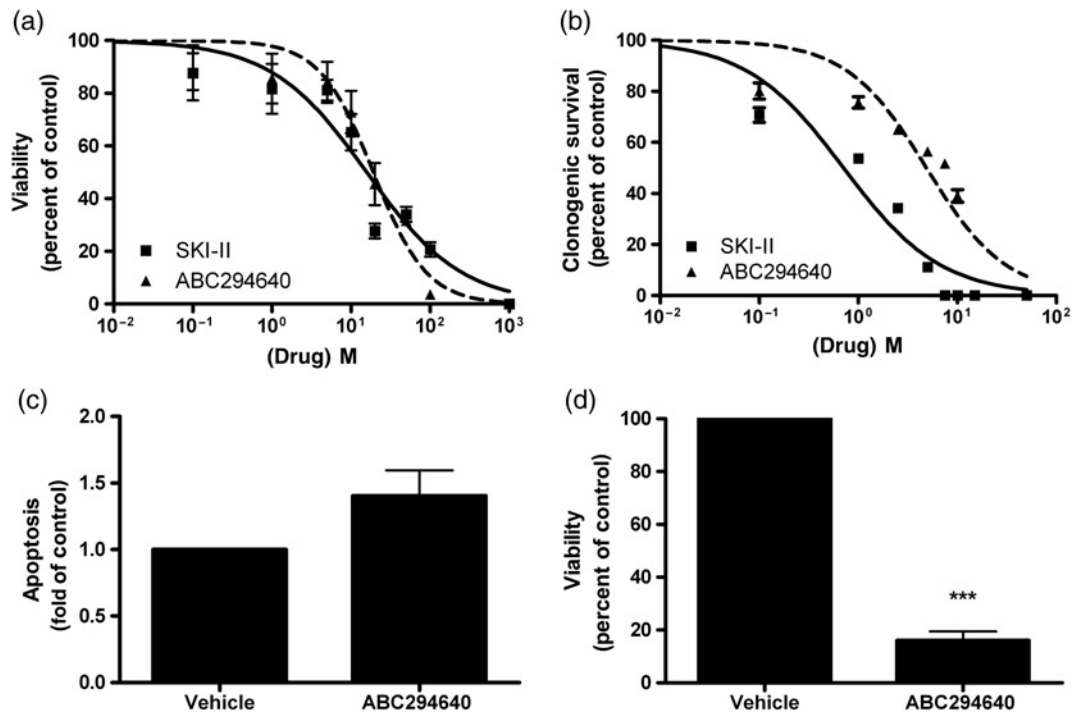 (a)
100
80
60
40
20
0
Viability
(percent of control)
SKI-II
ABC294640
10⁻²
10⁻¹
10⁰
10¹
10²
10³
(Drug) M
(b)
100
80
60
40
20
0
Clonogenic survival
(percent of control)
SKI-II
ABC294640
10⁻²
10⁻¹
10⁰
10¹
10²
(Drug) M
(c)
2.0
1.5
1.0
0.5
0.0
Apoptosis
(fold of control)
Vehicle
ABC294640
(d)
100
80
60
40
20
0
Viability
(percent of control)
***
Vehicle
ABC294640